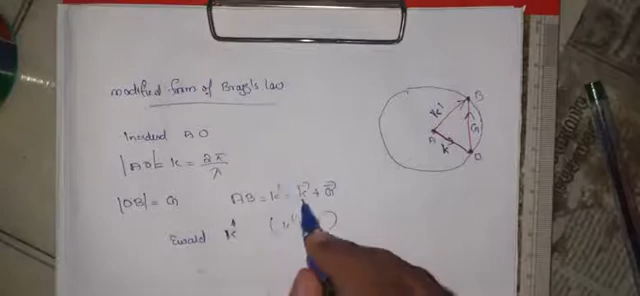 modified form of Bragg's law
Incident AO
|AO| = k = 2π/λ
|OB| = G
AB = k' = k⃗ + G⃗
Ewald k
A
B
O
k'
k
G